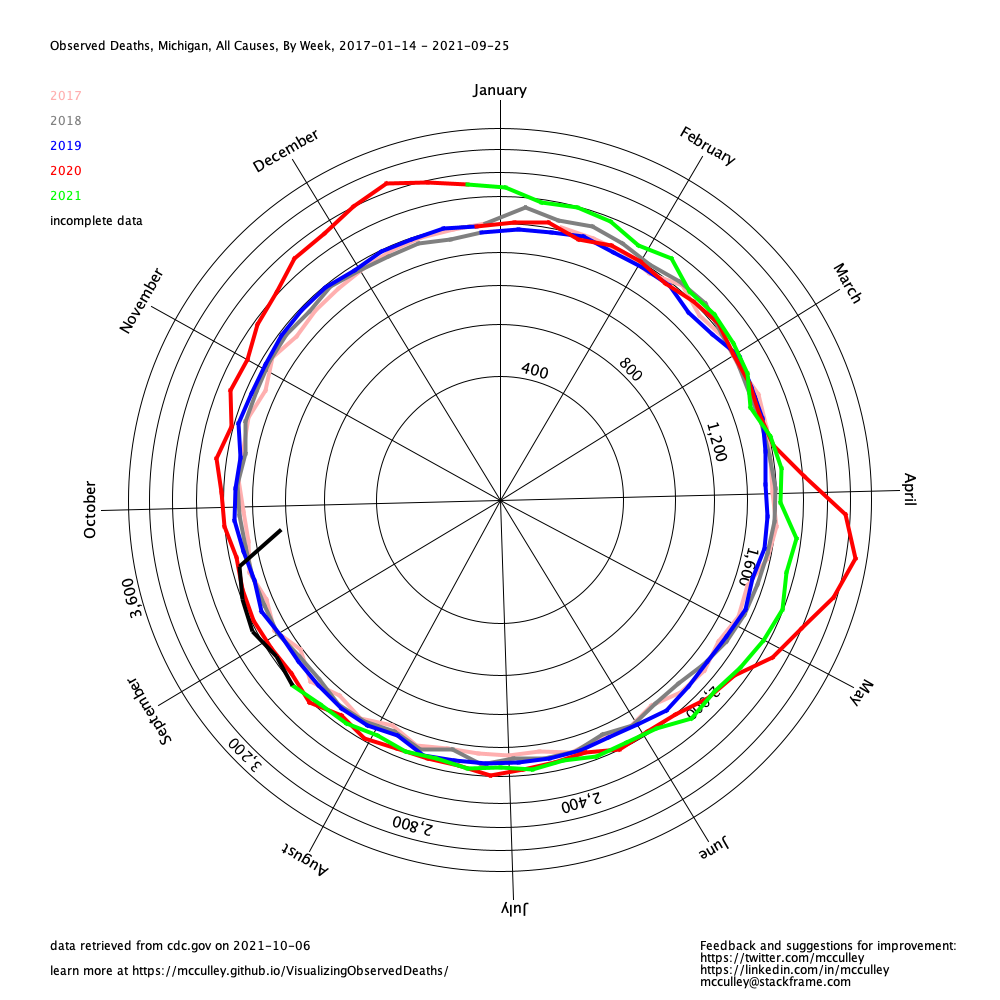 Observed Deaths, Michigan, All Causes, By Week, 2017-01-14 - 2021-09-25
January
2017
2018
2019
2020
2021
incomplete data
December
February
November
March
400
800
1,200
October
April
1,600
3,600
September
May
3,200
2,400
2,800
August
June
July
data retrieved from cdc.gov on 2021-10-06
learn more at https://mcculley.github.io/VisualizingObservedDeaths/
Feedback and suggestions for improvement:
https://twitter.com/mcculley
https://linkedin.com/in/mcculley
mcculley@stackframe.com